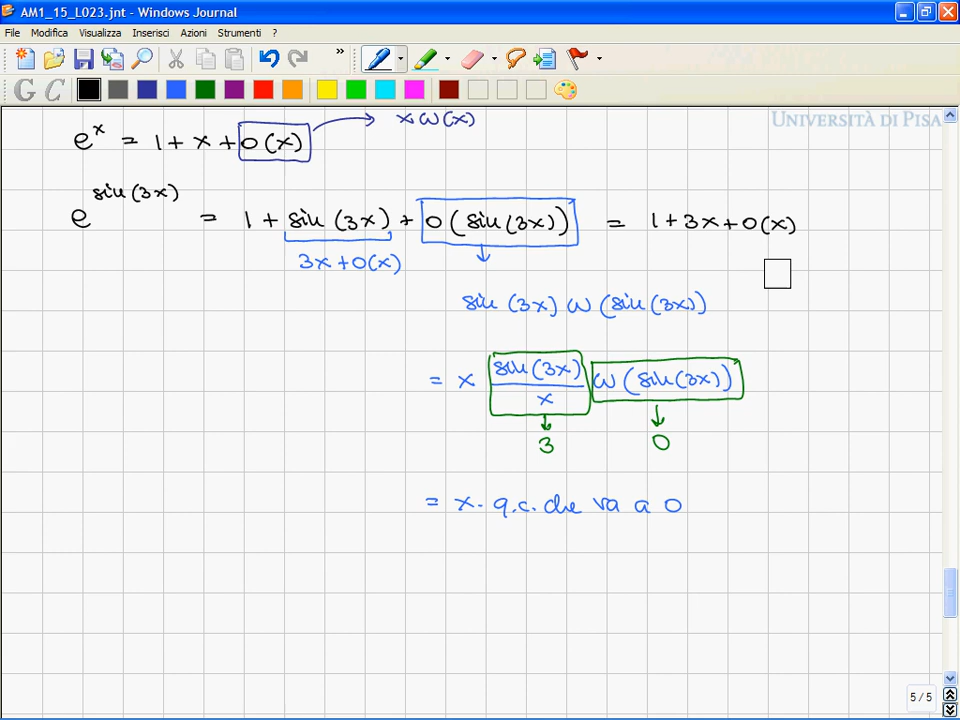 AM1_15_L023.jnt - Windows Journal
File Modifica Visualizza Inserisci Azioni Strumenti ?
G C
UNIVERSITÀ DI PISA
e^x = 1 + x + o(x) → x ω(x)
e^{sin(3x)} = 1 + sin(3x) + o(sin(3x)) = 1 + 3x + o(x)
3x + o(x) ↓
sin(3x) ω(sin(3x))
= x \frac{sin(3x)}{x} ω(sin(3x))
↓ ↓
3 0
= x · q.c. che va a 0
5 / 5